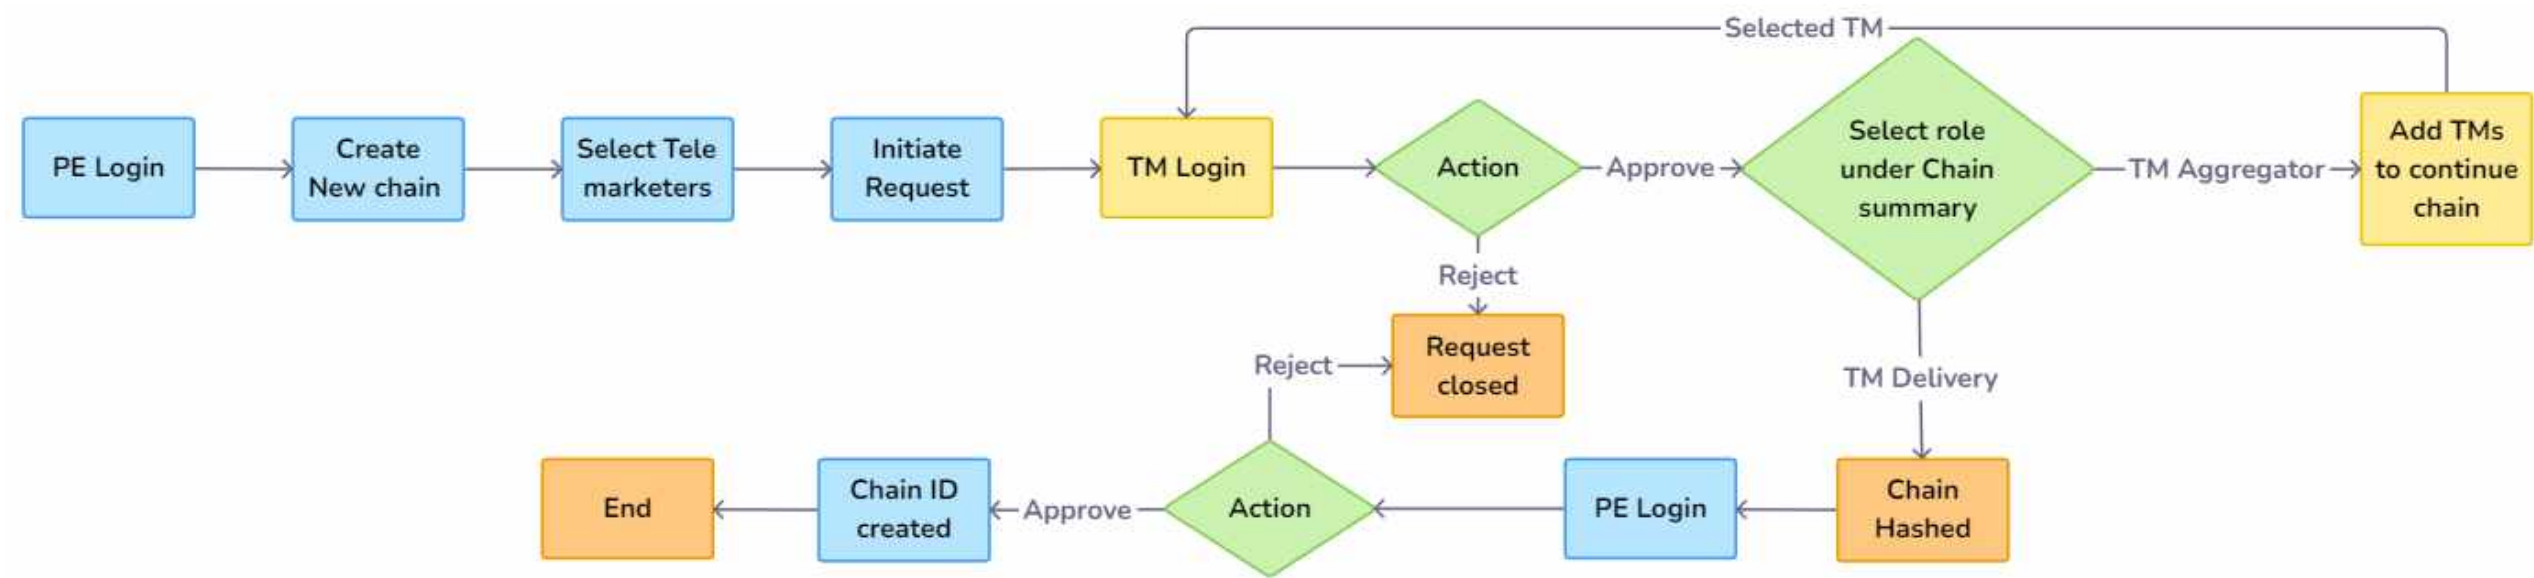 Selected TM
PE Login
Create
New chain
Select Tele
marketers
Initiate
Request
TM Login
Action
Approve
Select role
under Chain
summary
TM Aggregator
Add TMs
to continue
chain
Reject
Request
closed
Reject
TM Delivery
End
Chain ID
created
Approve
Action
PE Login
Chain
Hashed